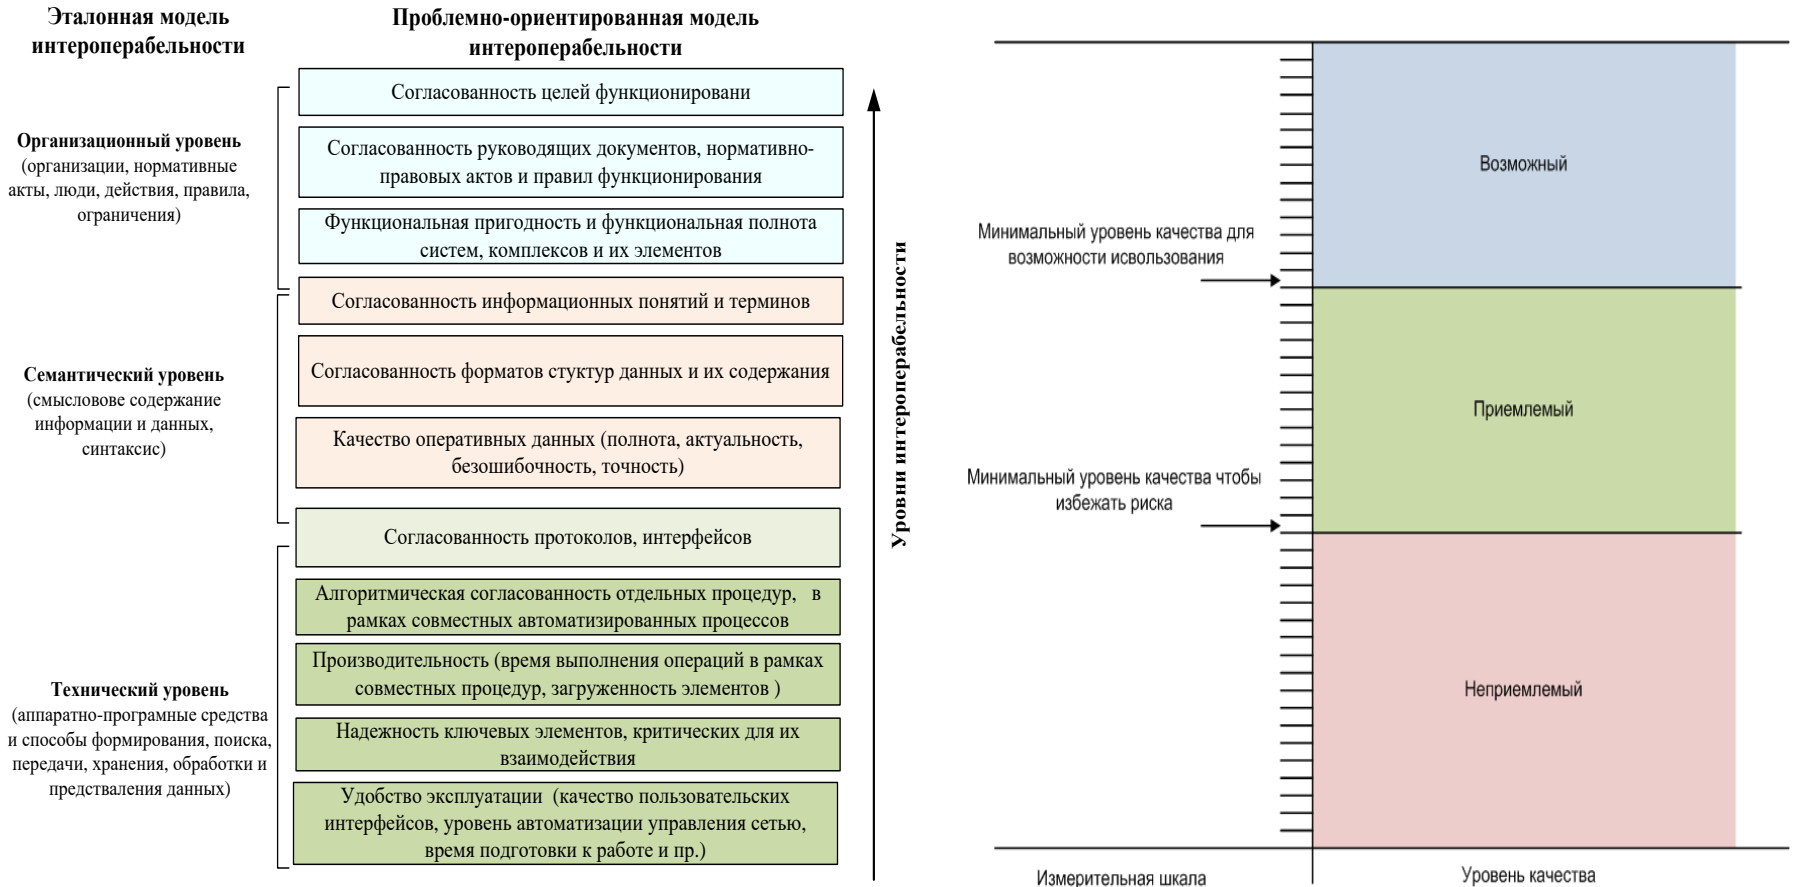 Эталонная модель
интероперабельности
Проблемно-ориентированная модель
интероперабельности
Организационный уровень
(организации, нормативные
акты, люди, действия, правила,
ограничения)
Семантический уровень
(смысловове содержание
информации и данных,
синтаксис)
Технический уровень
(аппаратно-програмные средства
и способы формирования, поиска,
передачи, хранения, обработки и
предстваления данных)
Согласованность целей функционировани
Согласованность руководящих документов, нормативно-
правовых актов и правил функционирования
Функциональная пригодность и функциональная полнота
систем, комплексов и их элементов
Согласованность информационных понятий и терминов
Согласованность форматов стуктур данных и их содержания
Качество оперативных данных (полнота, актуальность,
безошибочность, точность)
Согласованность протоколов, интерфейсов
Алгоритмическая согласованность отдельных процедур, в
рамках совместных автоматизированных процессов
Производительность (время выполнения операций в рамках
совместных процедур, загруженность элементов )
Надежность ключевых элементов, критических для их
взаимодействия
Удобство эксплуатации (качество пользовательских
интерфейсов, уровень автоматизации управления сетью,
время подготовки к работе и пр.)
Уровни интероперабельности
Минимальный уровень качества для
возможности исвользования
Минимальный уровень качества чтобы
избежать риска
Возможный
Приемлемый
Неприемлемый
Измерительная шкала
Уровень качества